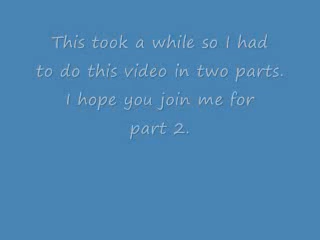 This took a while so I had
to do this video in two parts.
I hope you join me for
part 2.